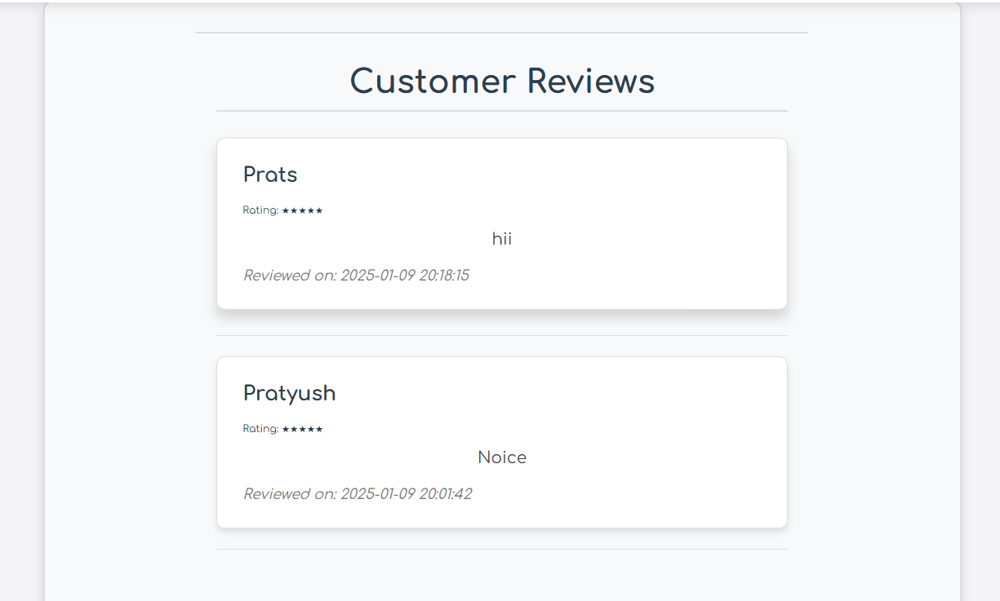 Customer Reviews
Prats
Rating: ★★★★★
hii
Reviewed on: 2025-01-09 20:18:15
Pratyush
Rating: ★★★★★
Noice
Reviewed on: 2025-01-09 20:01:42